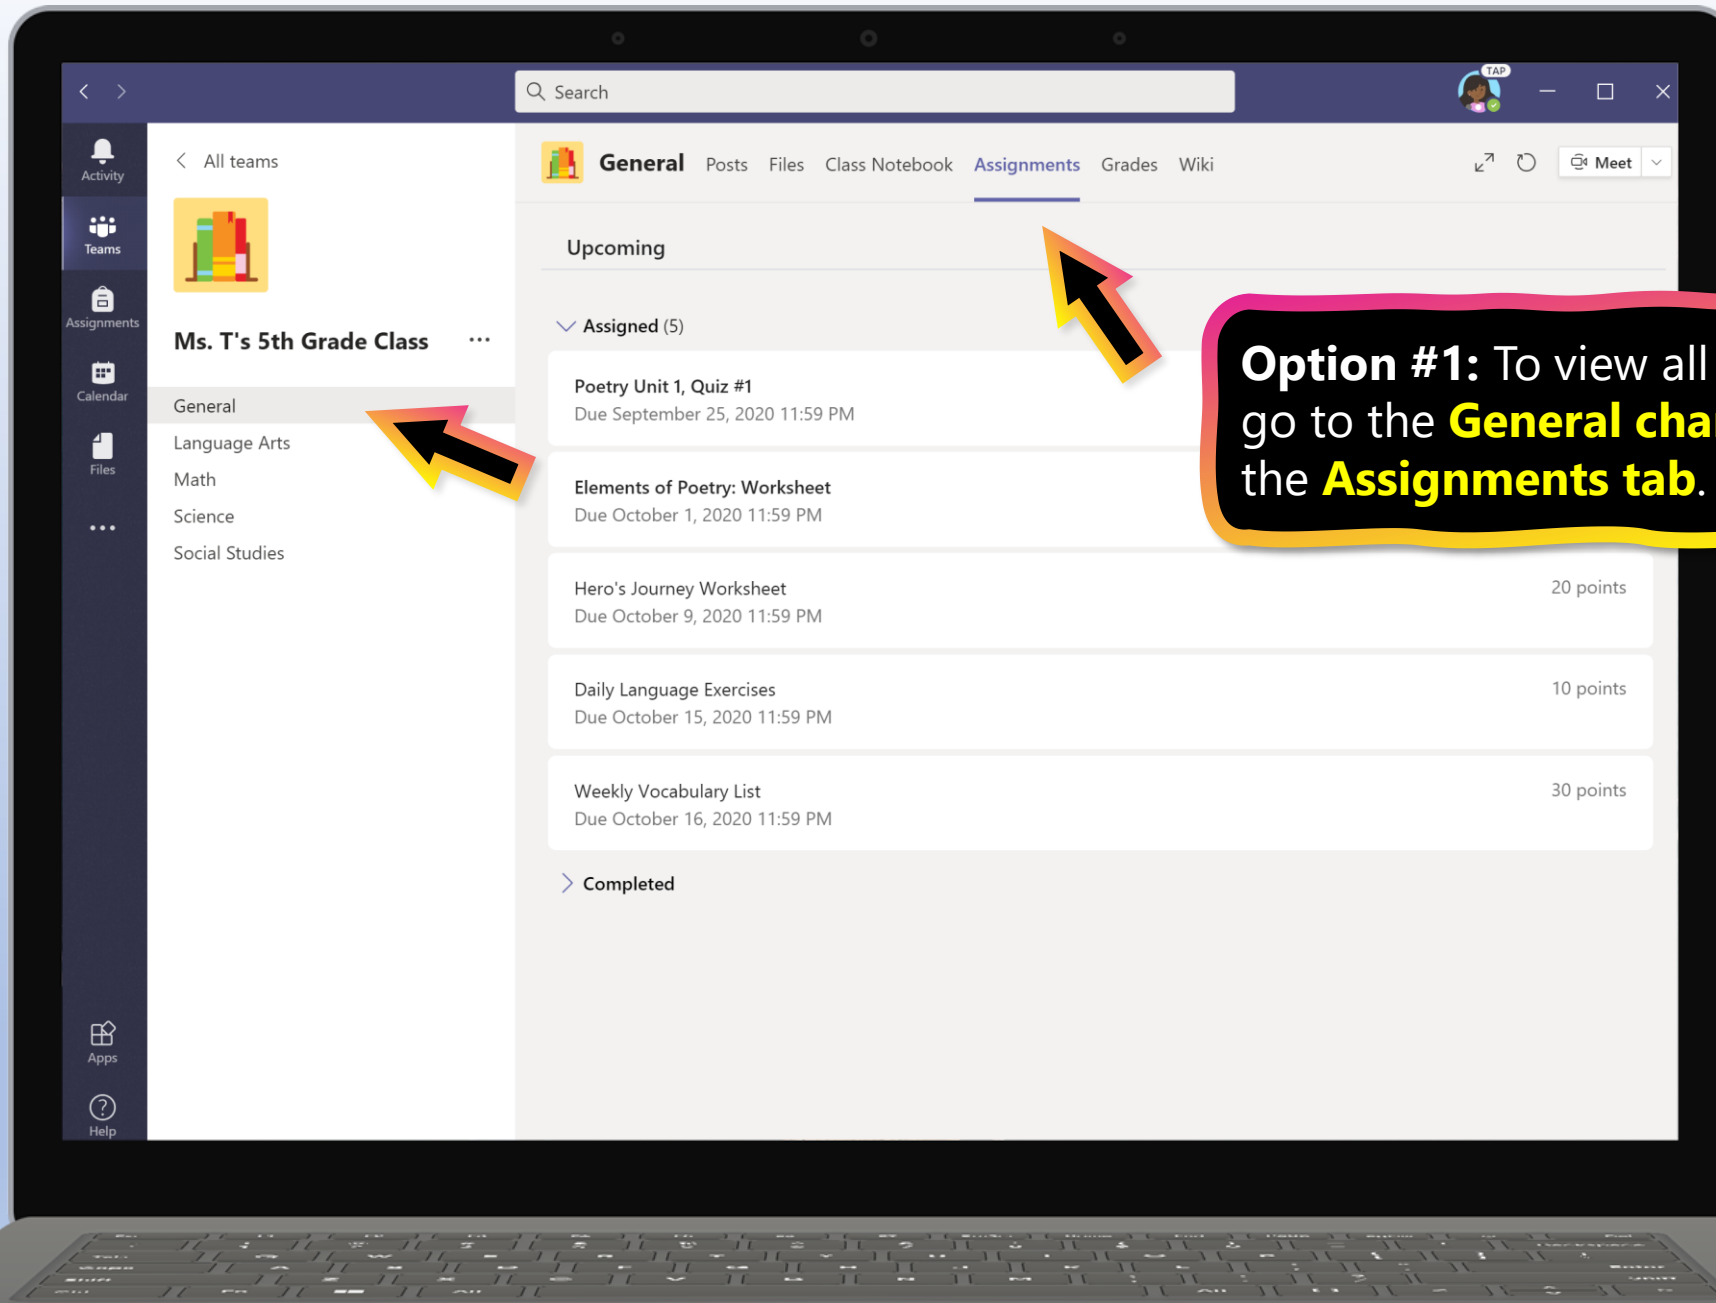 Search
TAP
Activity
Teams
Assignments
Calendar
Files
Apps
Help
All teams
Ms. T's 5th Grade Class
General
Language Arts
Math
Science
Social Studies
General Posts Files Class Notebook Assignments Grades Wiki
Meet
Upcoming
Assigned (5)
Poetry Unit 1, Quiz #1
Due September 25, 2020 11:59 PM
Elements of Poetry: Worksheet
Due October 1, 2020 11:59 PM
Hero's Journey Worksheet
20 points
Due October 9, 2020 11:59 PM
Daily Language Exercises
10 points
Due October 15, 2020 11:59 PM
Weekly Vocabulary List
30 points
Due October 16, 2020 11:59 PM
Completed
Option #1: To view all
go to the General
the Assignments tab.